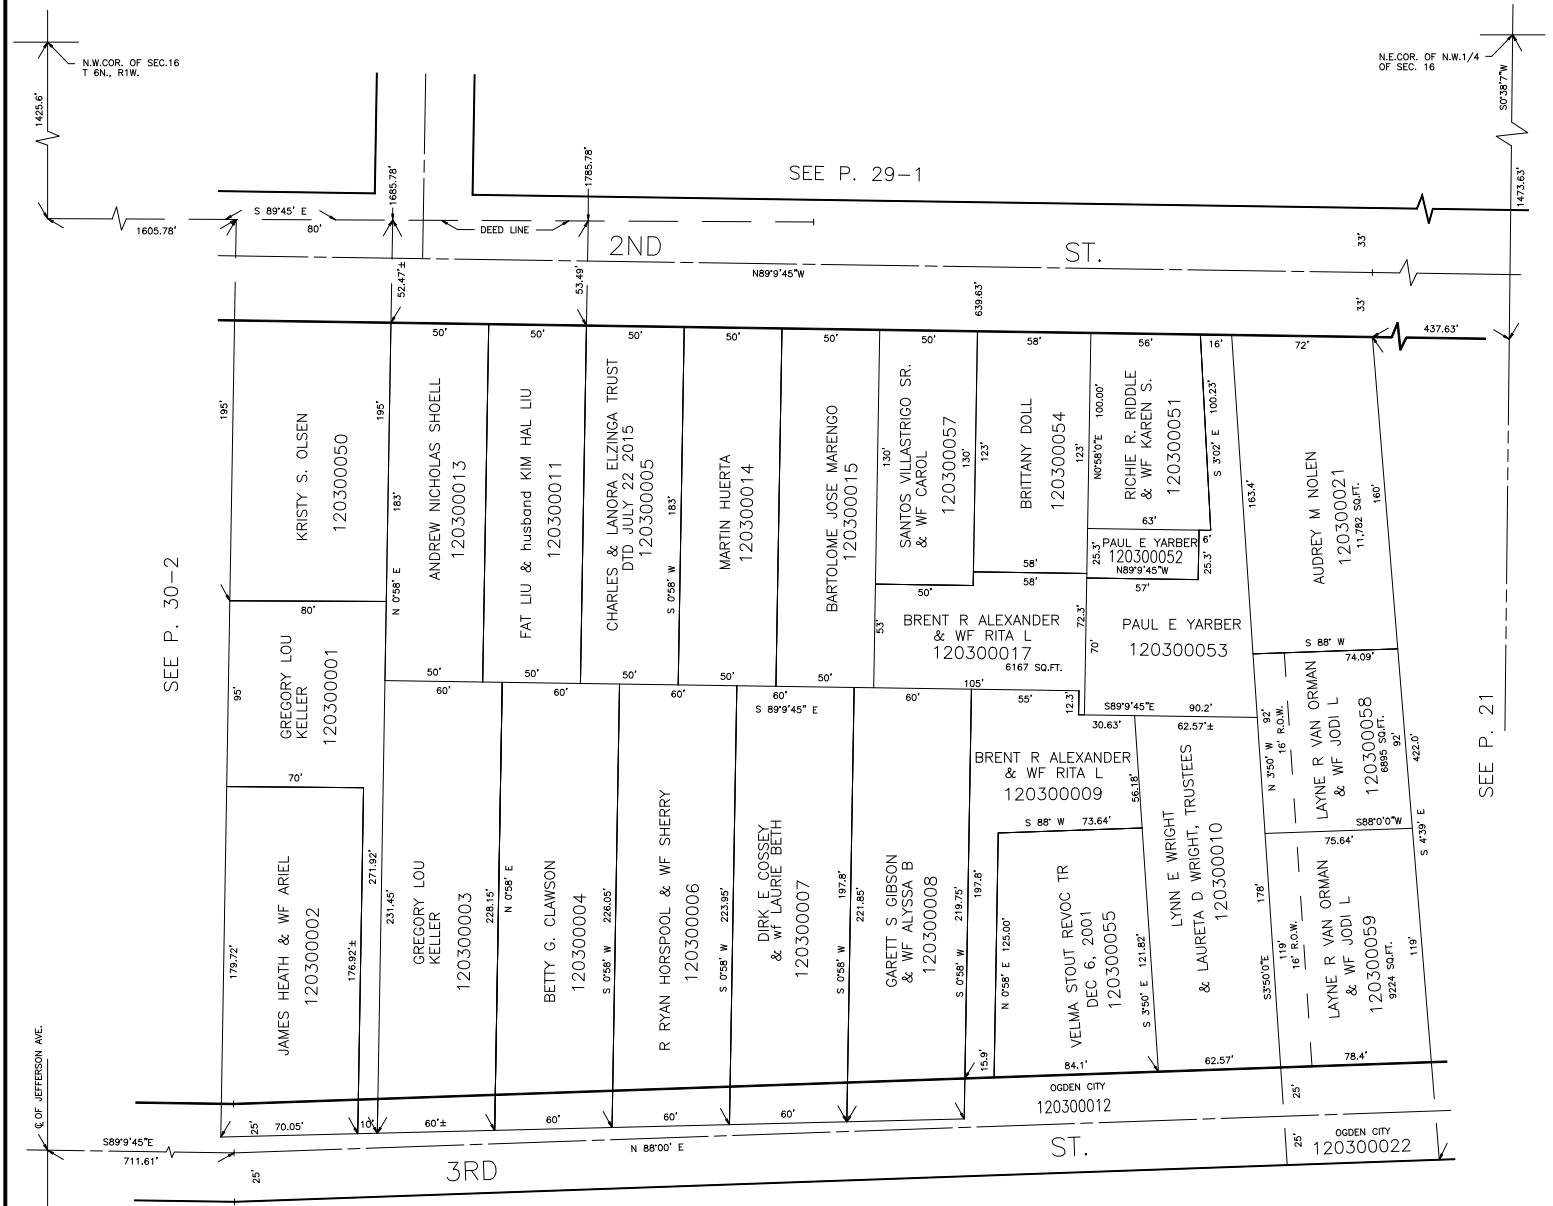 N.W.COR. OF SEC.16
T 6N., R1W.
N.E.COR. OF N.W.1/4
OF SEC. 16
1425.6'
S0°38'7"W
1473.63'
SEE P. 29-1
1685.78'
1785.78'
S 89°45' E
1605.78'
80'
DEED LINE
2ND
ST.
33'
52.47'±
53.49'
N89°9'45"W
639.63'
33'
437.63'
50'
50'
50'
50'
50'
50'
58'
56'
16'
72'
195'
KRISTY S. OLSEN
120300050
195'
183'
N 0°58' E
ANDREW NICHOLAS SHOELL
120300013
FAT LIU & husband KIM HAL LIU
120300011
CHARLES & LANORA ELZINGA TRUST
DTD JULY 22 2015
120300005
183'
S 0°58' W
MARTIN HUERTA
120300014
BARTOLOME JOSE MARENGO
120300015
130'
SANTOS VILLASTRIGO SR.
& WF CAROL
120300057
130'
123'
BRITTANY DOLL
120300054
123'
N0°58'0"E 100.00'
RICHIE R. RIDDLE
& WF KAREN S.
120300051
S 3°02' E 100.23'
163.4'
AUDREY M NOLEN
120300021
11,782 SQ.FT.
160'
63'
25.3'
PAUL E YARBER
120300052
N89°9'45"W
6'
25.3'
SEE P. 30-2
80'
50'
58'
58'
57'
GREGORY LOU
KELLER
120300001
95'
53'
BRENT R ALEXANDER
& WF RITA L
120300017
6167 SQ.FT.
72.3'
70'
PAUL E YARBER
120300053
S 88° W
74.09'
50'
50'
50'
50'
50'
105'
60'
60'
60'
60'
60'
55'
12.3'
S 89°9'45" E
S89°9'45"E
90.2'
30.63'
62.57'±
N 3°50' W 92'
16' R.O.W.
LAYNE R VAN ORMAN
& WF JODI L
120300058
6895 SQ.FT.
92'
422.0'
SEE P. 21
BRENT R ALEXANDER
& WF RITA L
120300009
56.18'
70'
S 88° W 73.64'
S88°0'0"W
75.64'
S 4°39' E
179.72'
JAMES HEATH & WF ARIEL
120300002
176.92'±
271.92'
231.45'
GREGORY LOU
KELLER
120300003
228.15'
N 0°58' E
BETTY G. CLAWSON
120300004
S 0°58' W 226.05'
R RYAN HORSPOOL & WF SHERRY
120300006
S 0°58' W 223.95'
DIRK E COSSEY
& wf LAURIE BETH
120300007
S 0°58' W 197.8'
221.85'
GARETT S GIBSON
& WF ALYSSA B
120300008
S 0°58' W 219.75'
197.8'
N 0°58' E 125.00'
VELMA STOUT REVOC TR
DEC 6, 2001
120300055
S 3°50' E 121.82'
LYNN E WRIGHT
& LAURETA D WRIGHT, TRUSTEES
120300010
178'
S3°50'0"E
119'
16' R.O.W.
LAYNE R VAN ORMAN
& WF JODI L
120300059
9224 SQ.FT.
119'
15.9'
84.1'
62.57'
78.4'
℄ OF JEFFERSON AVE.
OGDEN CITY
120300012
25'
25'
70.05'
10'
60'±
60'
60'
60'
S89°9'45"E
711.61'
N 88°00' E
25'
3RD
ST.
25'
OGDEN CITY
120300022